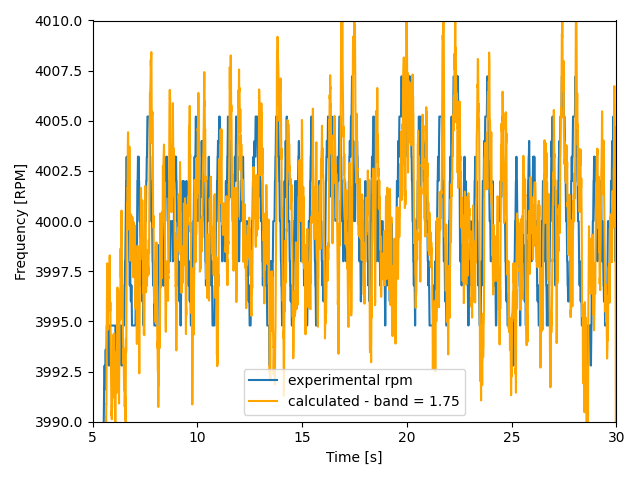 4010.0
4007.5
4005.0
4002.5
4000.0
3997.5
3995.0
3992.5
3990.0
Frequency [RPM]
experimental rpm
calculated - band = 1.75
5 10 15 20 25 30
Time [s]